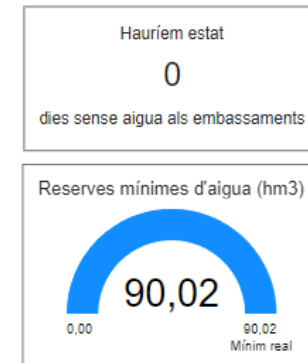 Hauríem estat
0
dies sense aigua als embassaments
Reserves mínimes d'aigua (hm3)
90,02
0,00
90,02
Mínim real